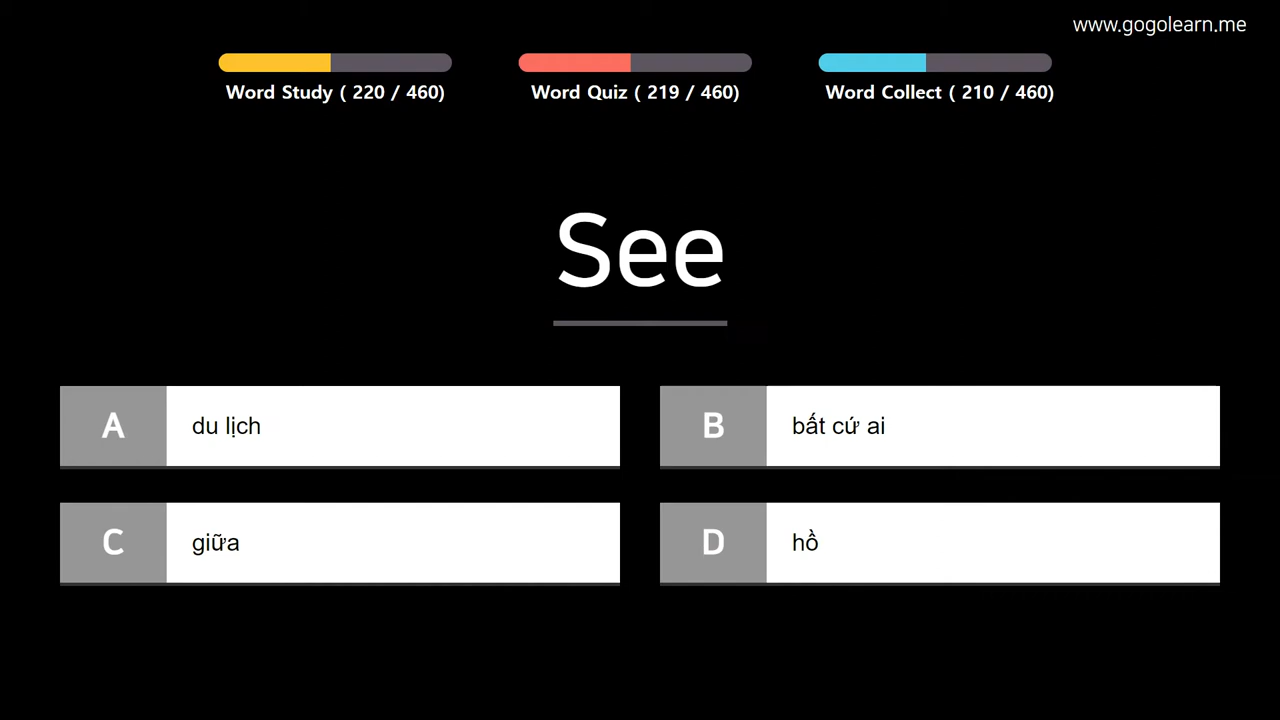 www.gogolearn.me
Word Study ( 220 / 460)
Word Quiz ( 219 / 460)
Word Collect ( 210 / 460)
See
A
du lịch
B
bất cứ ai
C
giữa
D
hồ